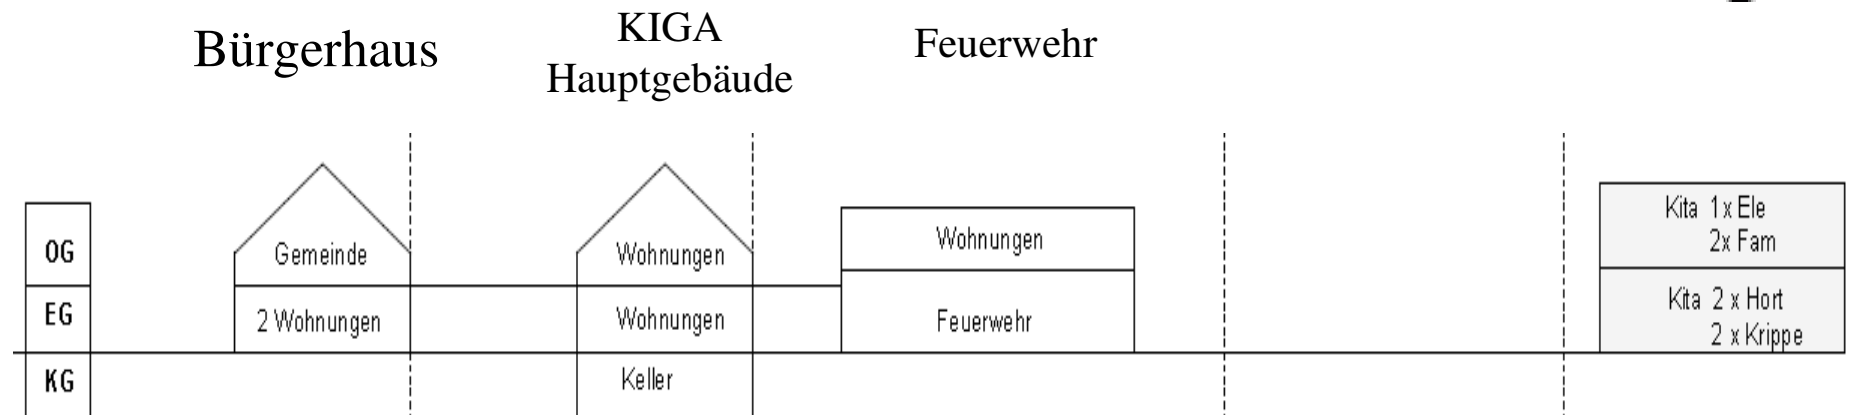 Bürgerhaus
KIGA
Hauptgebäude
Feuerwehr
OG
EG
KG
Gemeinde
2 Wohnungen
Wohnungen
Wohnungen
Keller
Wohnungen
Feuerwehr
Kita 1x Ele
2x Fam
Kita 2 x Hort
2 x Krippe